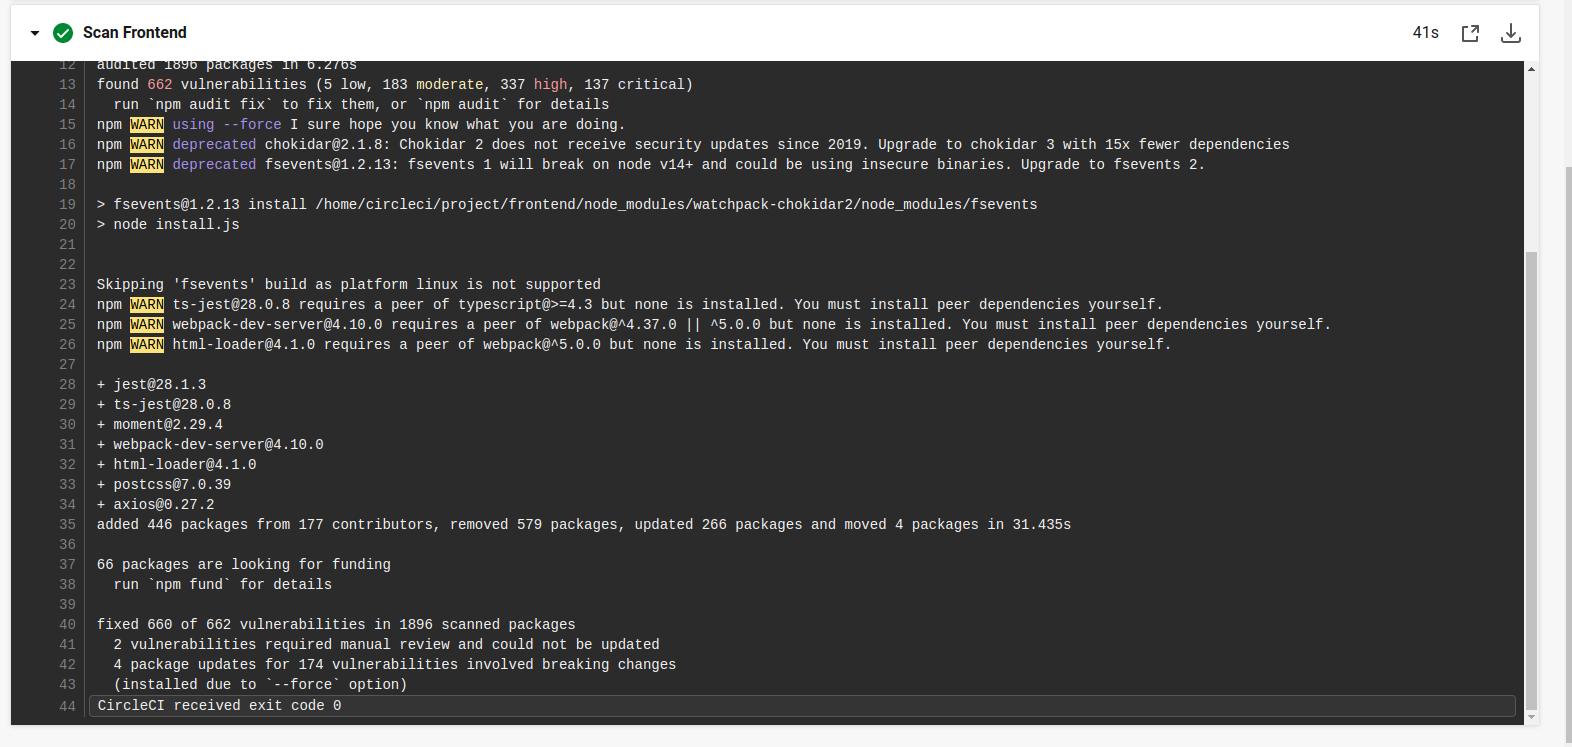 Scan Frontend
41s
12 audited 1896 packages in 6.276s
13 found 662 vulnerabilities (5 low, 183 moderate, 337 high, 137 critical)
14 run `npm audit fix` to fix them, or `npm audit` for details
15 npm WARN using --force I sure hope you know what you are doing.
16 npm WARN deprecated chokidar@2.1.8: Chokidar 2 does not receive security updates since 2019. Upgrade to chokidar 3 with 15x fewer dependencies
17 npm WARN deprecated fsevents@1.2.13: fsevents 1 will break on node v14+ and could be using insecure binaries. Upgrade to fsevents 2.
18
19 > fsevents@1.2.13 install /home/circleci/project/frontend/node_modules/watchpack-chokidar2/node_modules/fsevents
20 > node install.js
21
22
23 Skipping 'fsevents' build as platform linux is not supported
24 npm WARN ts-jest@28.0.8 requires a peer of typescript@>=4.3 but none is installed. You must install peer dependencies yourself.
25 npm WARN webpack-dev-server@4.10.0 requires a peer of webpack@^4.37.0 || ^5.0.0 but none is installed. You must install peer dependencies yourself.
26 npm WARN html-loader@4.1.0 requires a peer of webpack@^5.0.0 but none is installed. You must install peer dependencies yourself.
27
28 + jest@28.1.3
29 + ts-jest@28.0.8
30 + moment@2.29.4
31 + webpack-dev-server@4.10.0
32 + html-loader@4.1.0
33 + postcss@7.0.39
34 + axios@0.27.2
35 added 446 packages from 177 contributors, removed 579 packages, updated 266 packages and moved 4 packages in 31.435s
36
37 66 packages are looking for funding
38 run `npm fund` for details
39
40 fixed 660 of 662 vulnerabilities in 1896 scanned packages
41 2 vulnerabilities required manual review and could not be updated
42 4 package updates for 174 vulnerabilities involved breaking changes
43 (installed due to `--force` option)
44 CircleCI received exit code 0